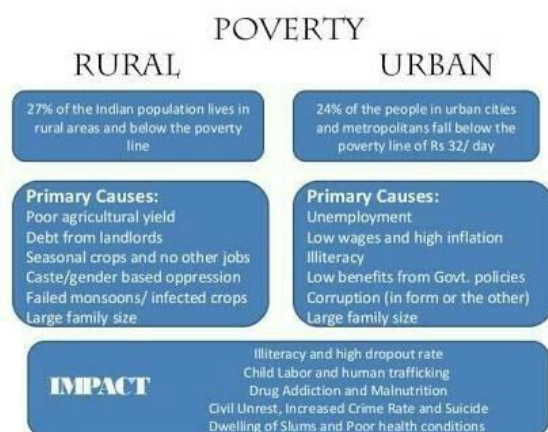 POVERTY
RURAL
URBAN
27% of the Indian population lives in
rural areas and below the poverty
line
24% of the people in urban cities
and metropolitans fall below the
poverty line of Rs 32/ day
Primary Causes:
Poor agricultural yield
Debt from landlords
Seasonal crops and no other jobs
Caste/gender based oppression
Failed monsoons/ infected crops
Large family size
Primary Causes:
Unemployment
Low wages and high inflation
Illiteracy
Low benefits from Govt. policies
Corruption (in form or the other)
Large family size
IMPACT
Illiteracy and high dropout rate
Child Labor and human trafficking
Drug Addiction and Malnutrition
Civil Unrest, Increased Crime Rate and Suicide
Dwelling of Slums and Poor health conditions